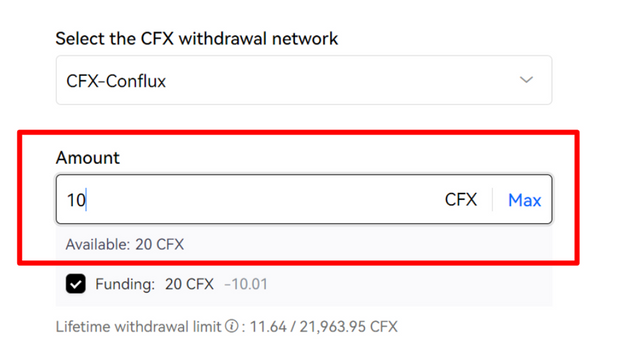 Select the CFX withdrawal network
CFX-Conflux
Amount
10 CFX Max
Available: 20 CFX
Funding: 20 CFX -10.01
Lifetime withdrawal limit ⓘ : 11.64 / 21,963.95 CFX